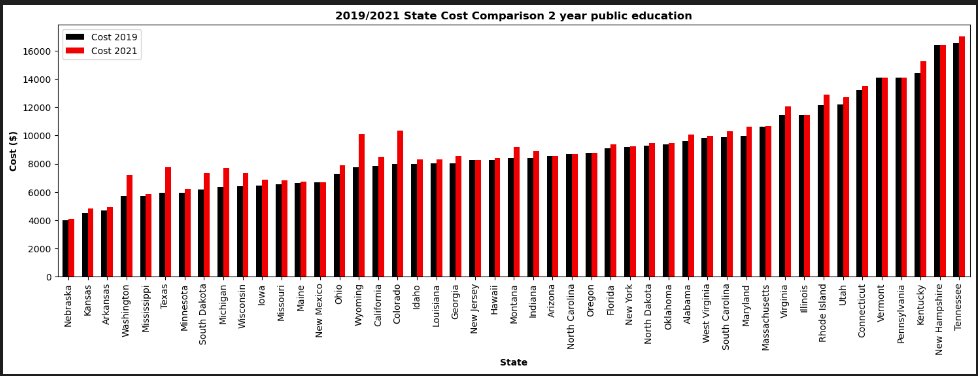 2019/2021 State Cost Comparison 2 year public education
Cost 2019
Cost 2021
Cost ($)
16000
14000
12000
10000
8000
6000
4000
2000
0
Nebraska
Kansas
Arkansas
Washington
Mississippi
Texas
Minnesota
South Dakota
Michigan
Wisconsin
Iowa
Missouri
Maine
New Mexico
Ohio
Wyoming
California
Colorado
Idaho
Louisiana
Georgia
New Jersey
Hawaii
Montana
Indiana
Arizona
North Carolina
Oregon
Florida
New York
North Dakota
Oklahoma
Alabama
West Virginia
South Carolina
Maryland
Massachusetts
Virginia
Illinois
Rhode Island
Utah
Connecticut
Vermont
Pennsylvania
Kentucky
New Hampshire
Tennessee
State